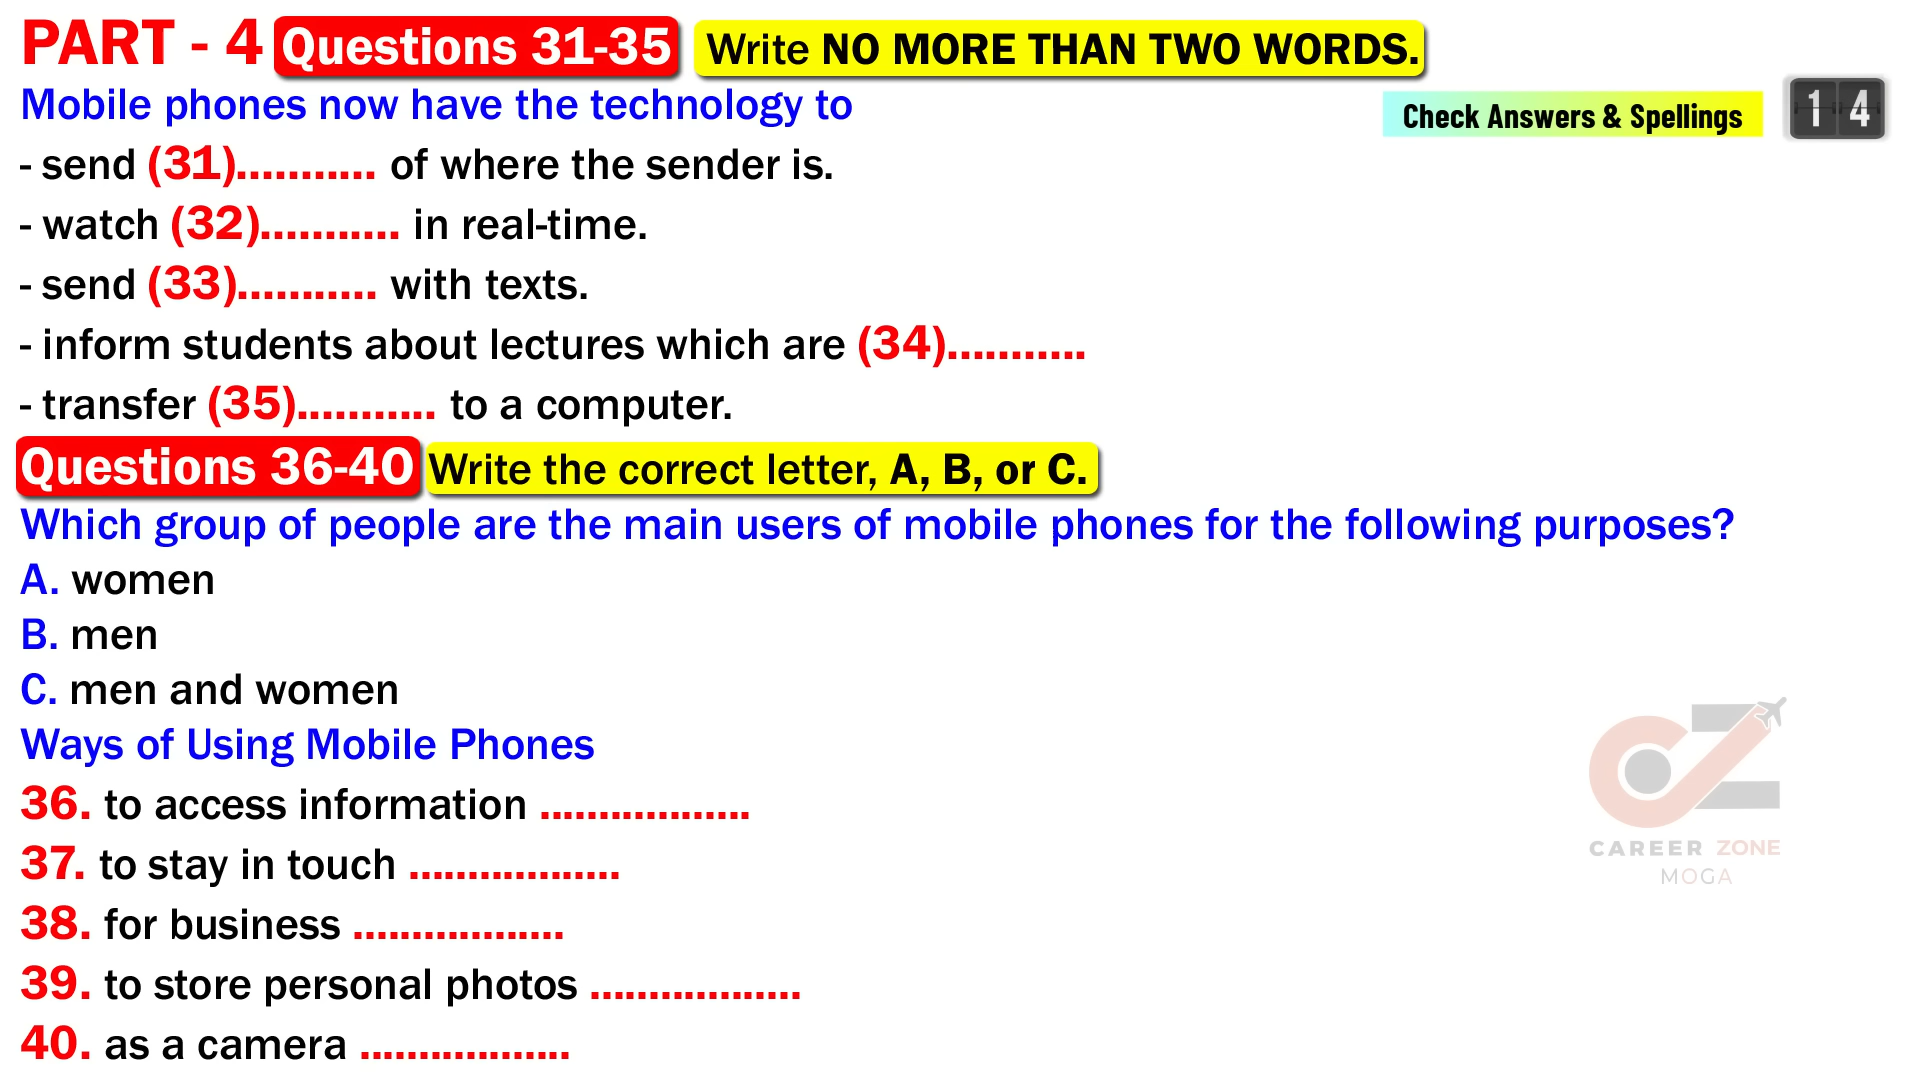 PART - 4 Questions 31-35 Write NO MORE THAN TWO WORDS.
Mobile phones now have the technology to
Check Answers & Spellings 14
- send (31)........... of where the sender is.
- watch (32)........... in real-time.
- send (33)........... with texts.
- inform students about lectures which are (34)...........
- transfer (35)........... to a computer.
Questions 36-40 Write the correct letter, A, B, or C.
Which group of people are the main users of mobile phones for the following purposes?
A. women
B. men
C. men and women
Ways of Using Mobile Phones
36. to access information ..................
37. to stay in touch ..................
38. for business ..................
39. to store personal photos ..................
40. as a camera ..................
CAREER ZONE
MOGA